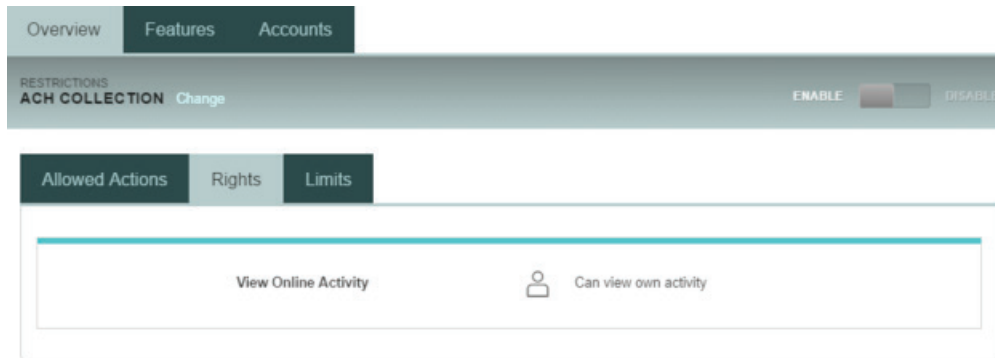 Overview Features Accounts
RESTRICTIONS
ACH COLLECTION Change ENABLE DISABLE
Allowed Actions Rights Limits
View Online Activity Can view own activity